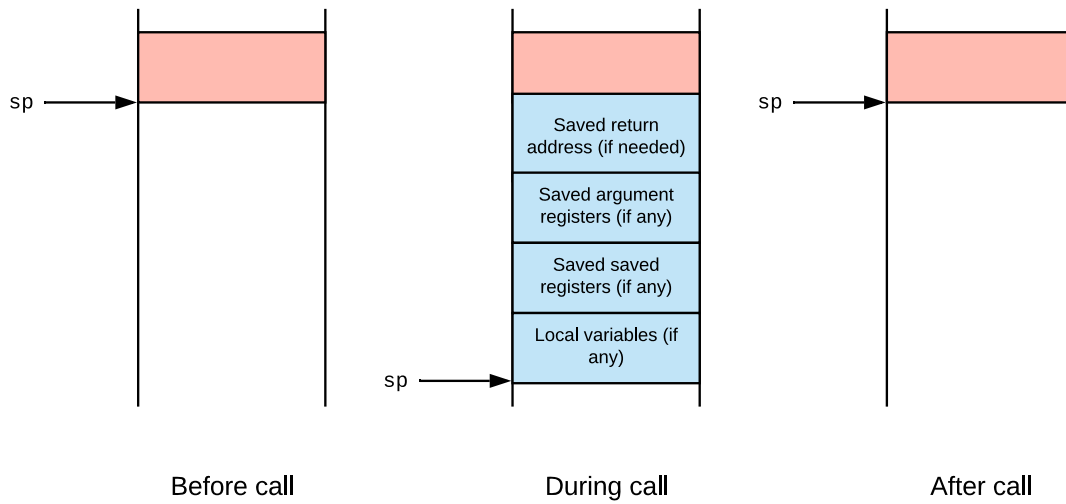 sp
Saved return
address (if needed)
Saved argument
registers (if any)
Saved saved
registers (if any)
Local variables (if
any)
sp
sp
Before call
During call
After call